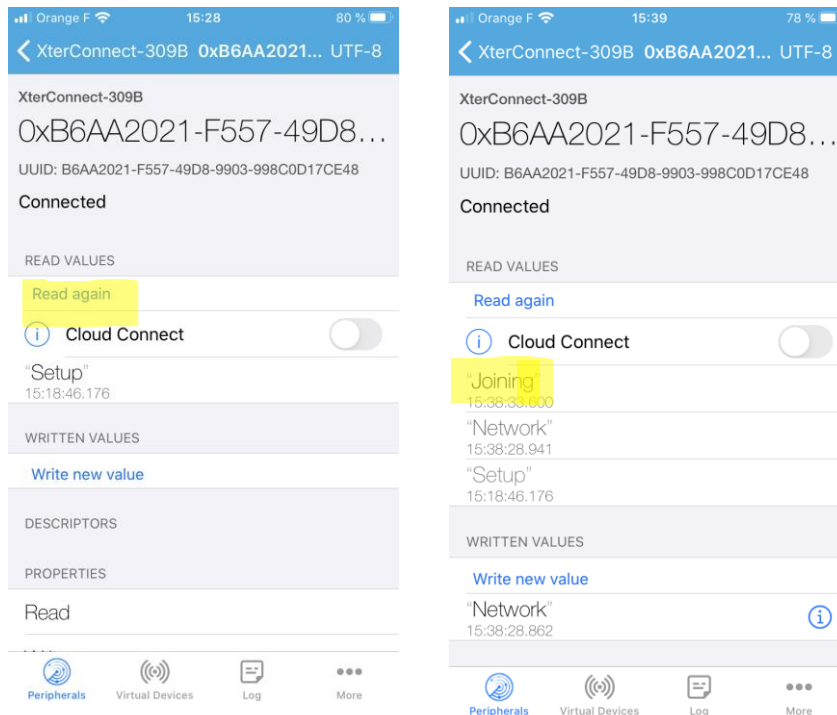 Orange F 15:28 80 %
XterConnect-309B 0xB6AA2021... UTF-8
XterConnect-309B
0xB6AA2021-F557-49D8...
UUID: B6AA2021-F557-49D8-9903-998C0D17CE48
Connected
READ VALUES
Read again
Cloud Connect
"Setup"
15:18:46.176
WRITTEN VALUES
Write new value
DESCRIPTORS
PROPERTIES
Read
Peripherals Virtual Devices Log More
Orange F 15:39 78 %
XterConnect-309B 0xB6AA2021... UTF-8
XterConnect-309B
0xB6AA2021-F557-49D8...
UUID: B6AA2021-F557-49D8-9903-998C0D17CE48
Connected
READ VALUES
Read again
Cloud Connect
"Joining"
15:38:33.600
"Network"
15:38:28.941
"Setup"
15:18:46.176
WRITTEN VALUES
Write new value
"Network"
15:38:28.862
Peripherals Virtual Devices Log More